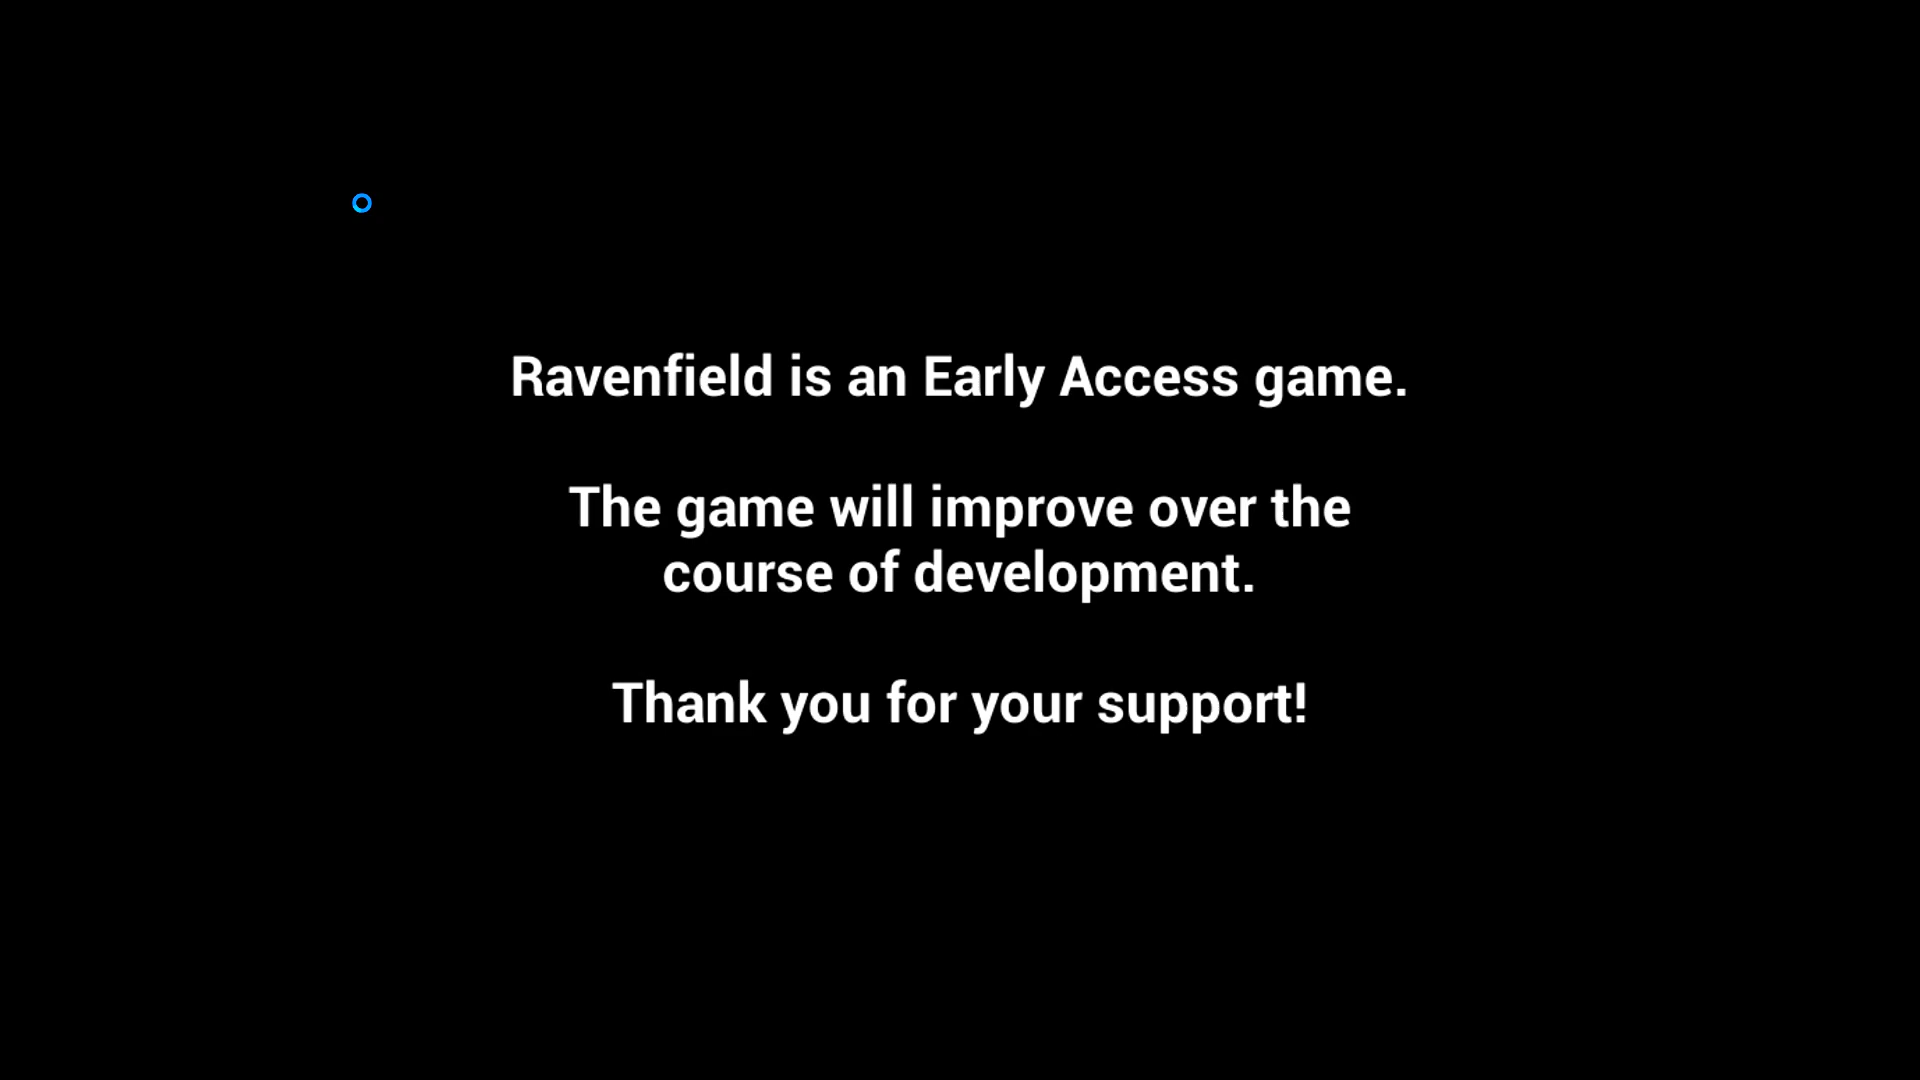 Ravenfield is an Early Access game.
The game will improve over the
course of development.
Thank you for your support!